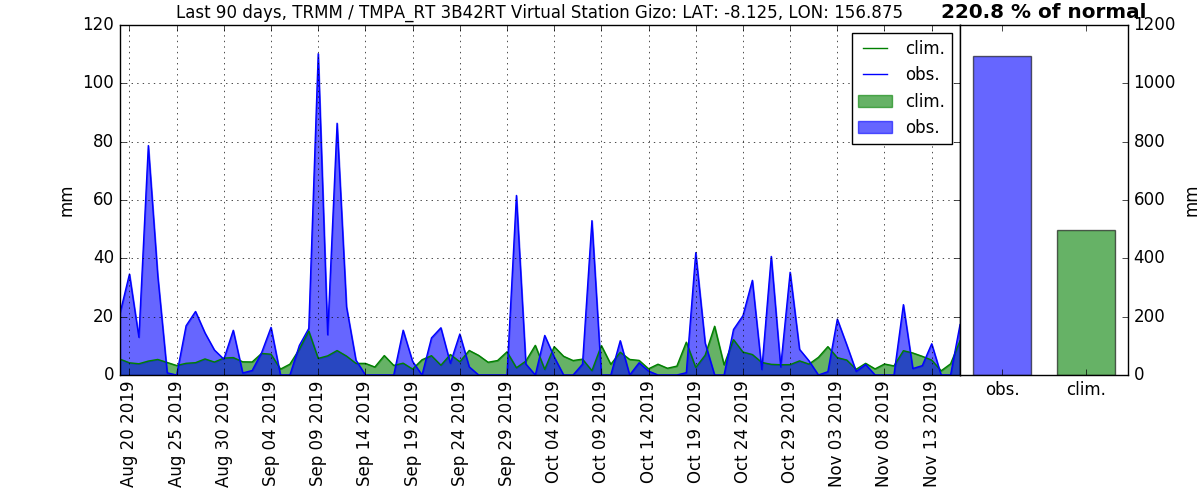 Last 90 days, TRMM / TMPA_RT 3B42RT Virtual Station Gizo: LAT: -8.125, LON: 156.875
220.8 % of normal
120
100
80
60
40
20
0
mm
clim.
obs.
clim.
obs.
1200
1000
800
600
400
200
0
mm
obs.
clim.
Aug 20 2019
Aug 25 2019
Aug 30 2019
Sep 04 2019
Sep 09 2019
Sep 14 2019
Sep 19 2019
Sep 24 2019
Sep 29 2019
Oct 04 2019
Oct 09 2019
Oct 14 2019
Oct 19 2019
Oct 24 2019
Oct 29 2019
Nov 03 2019
Nov 08 2019
Nov 13 2019